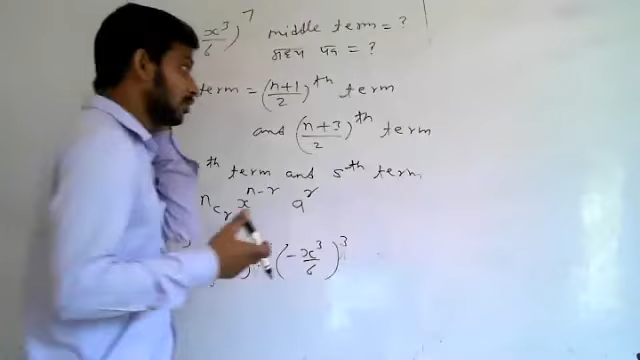 x³/6)⁷ middle term = ?
मध्य पद = ?
term = (n+1/2)ᵗʰ term
and (n+3/2)ᵗʰ term
ᵗʰ term and 5ᵗʰ term
ⁿcᵣ xⁿ⁻ʳ aʳ
(-x³/6)³